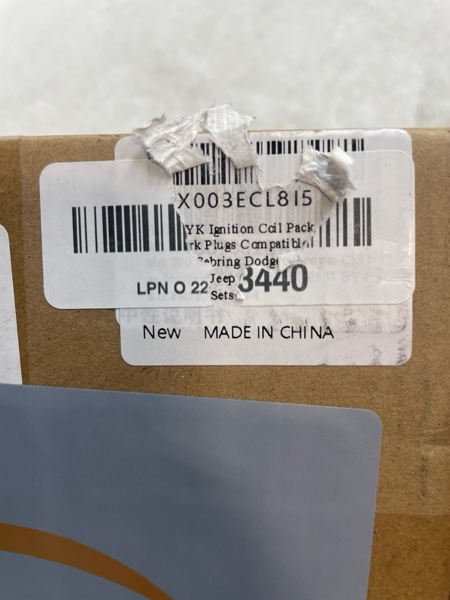 X003ECL8I5
YK Ignition Coil Pack
rk Plugs Compatible
Sebring Dodge
Jeep
LPN O 22 3440
Sets
New MADE IN CHINA